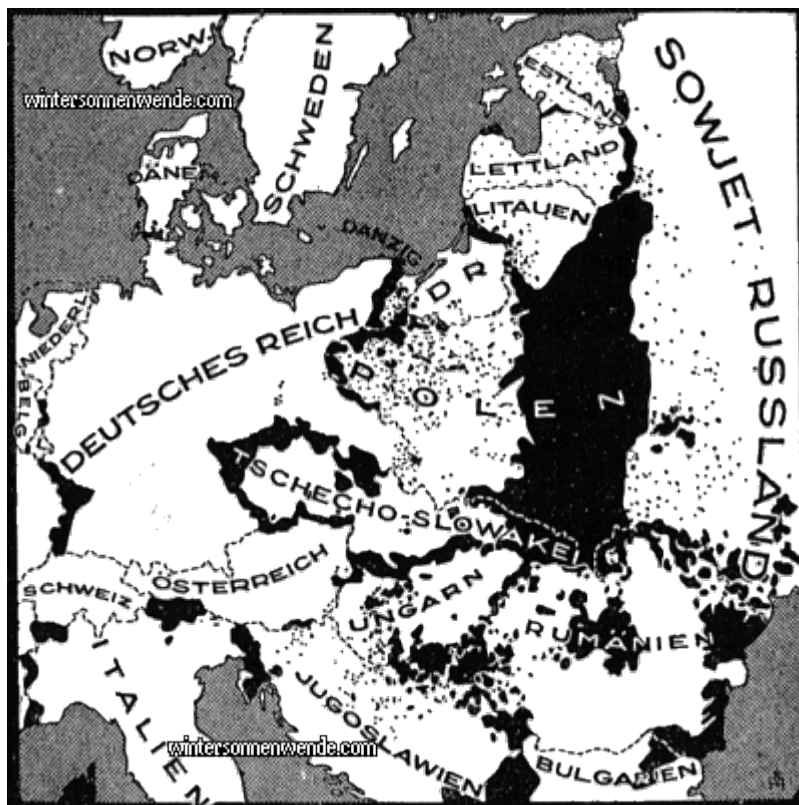 NORW.
SCHWEDEN
ESTLAND
SOWJET RUSSLAND
wintersonnenwende.com
DÄNEM.
LETTLAND
LITAUEN
DANZIG
D R
NIEDERL.
DEUTSCHES REICH
BELG.
POLEN
TSCHECHO-SLOWAKEI
SCHWEIZ
ÖSTERREICH
UNGARN
RUMÄNIEN
ITALIEN
JUGOSLAWIEN
wintersonnenwende.com
BULGARIEN